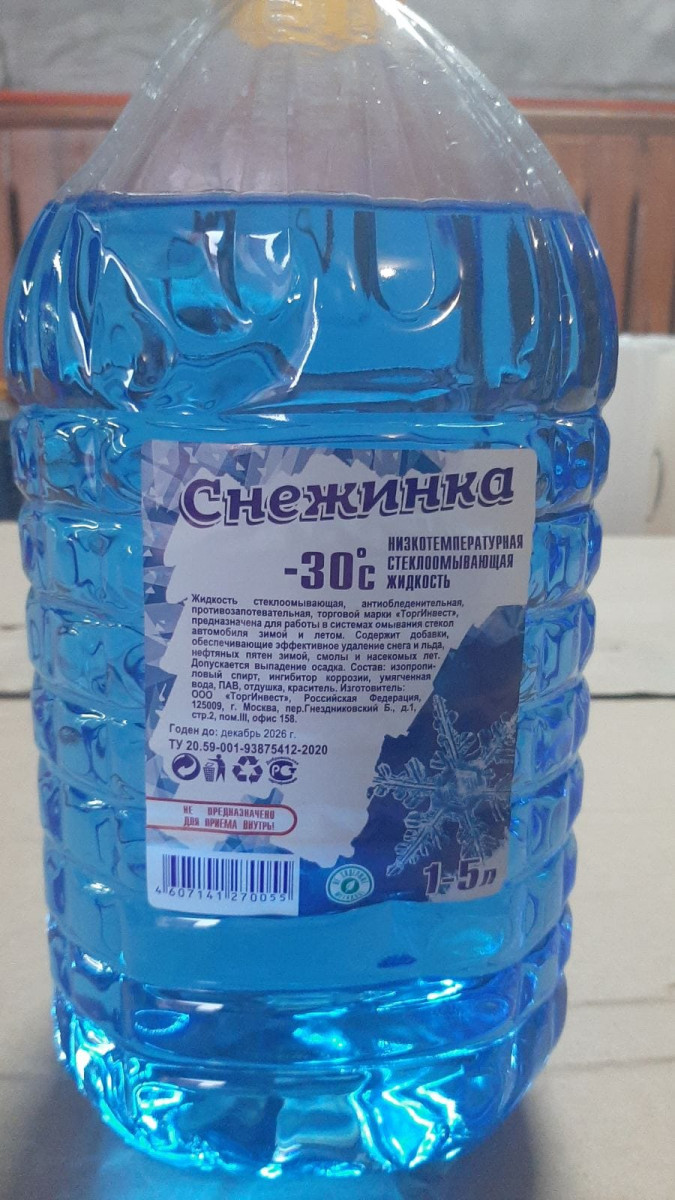 Снежинка
-30°c
НИЗКОТЕМПЕРАТУРНАЯ
СТЕКЛООМЫВАЮЩАЯ
ЖИДКОСТЬ
Жидкость стеклоомывающая, антиобледенительная,
противозапотевательная, торговой марки «ТоргИнвест»,
предназначена для работы в системах омывания стекол
автомобиля зимой и летом. Содержит добавки,
обеспечивающие эффективное удаление снега и льда,
нефтяных пятен зимой, смолы и насекомых лет.
Допускается выпадение осадка. Состав: изопропи-
ловый спирт, ингибитор коррозии, умягченная
вода, ПАВ, отдушка, краситель. Изготовитель:
ООО «ТоргИнвест», Российская Федерация,
125009, г. Москва, пер.Гнездниковский Б., д.1,
стр.2, пом.III, офис 158.
Годен до: декабрь 2026 г.
ТУ 20.59-001-93875412-2020
НЕ ПРЕДНАЗНАЧЕНО
ДЛЯ ПРИЕМА ВНУТРЬ!
4 607141 270055
1-5л